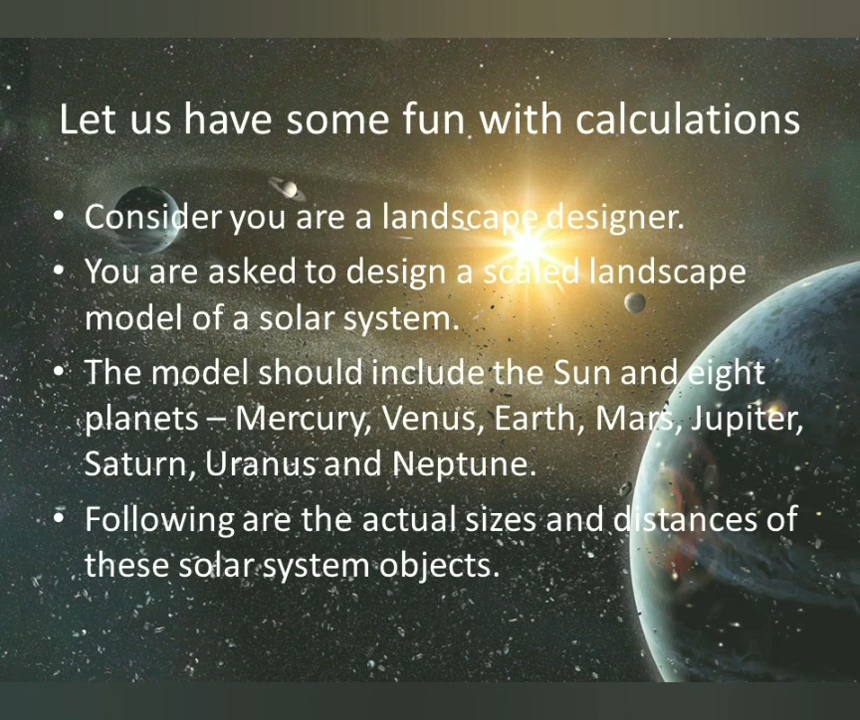 Let us have some fun with calculations
• Consider you are a landscape designer.
• You are asked to design a scaled landscape
model of a solar system.
• The model should include the Sun and eight
planets – Mercury, Venus, Earth, Mars, Jupiter,
Saturn, Uranus and Neptune.
• Following are the actual sizes and distances of
these solar system objects.